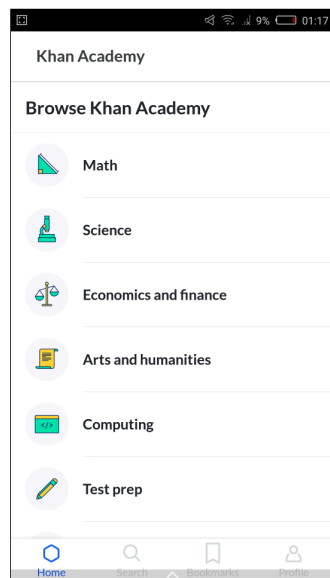 9% 01:17
Khan Academy
Browse Khan Academy
Math
Science
Economics and finance
Arts and humanities
</>
Computing
Test prep
Home Search Bookmarks Profile